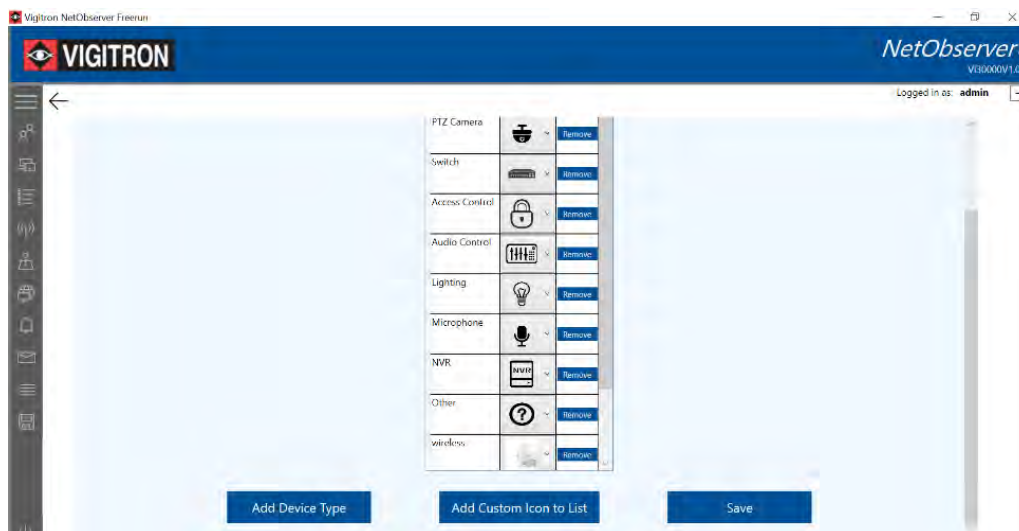 Vigitron NetObserver Freerun
VIGITRON
NetObserver
VI30000V1.0
Logged in as: admin
PTZ Camera
Remove
Switch
Remove
Access Control
Remove
Audio Control
Remove
Lighting
Remove
Microphone
Remove
NVR
NVR
Remove
Other
?
Remove
wireless
Remove
Add Device Type
Add Custom Icon to List
Save